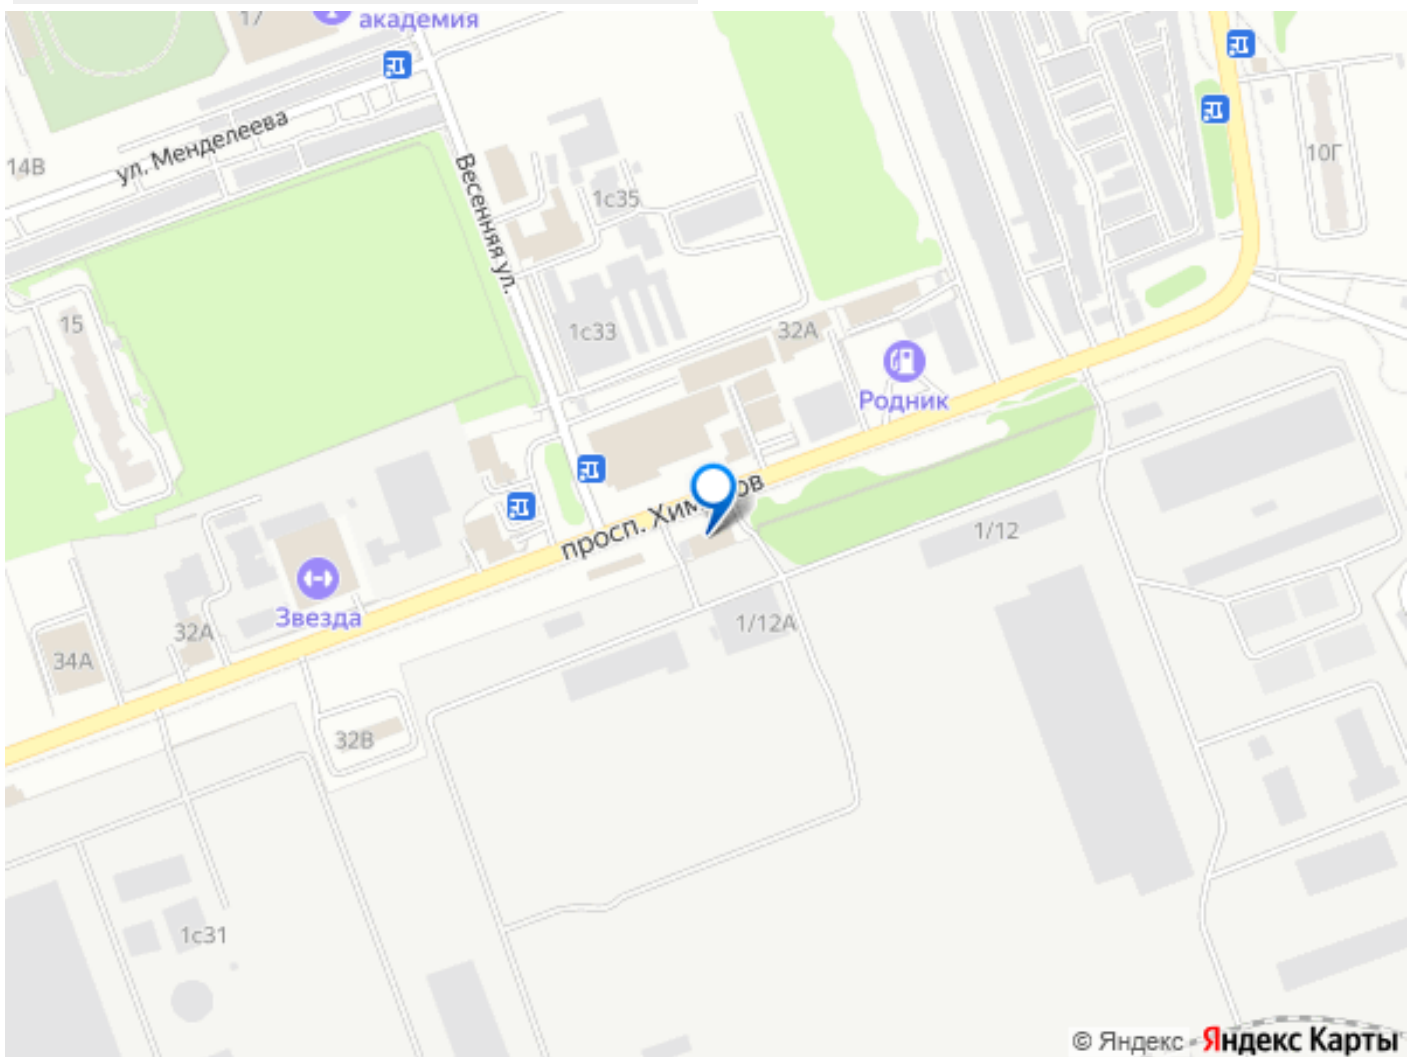 17
академия
ул. Менделеева
14В
Весенняя ул.
10Г
1с35
15
1с33
32А
Родник
просп. Хим
ов
1/12
Звезда
32А
1/12А
34А
32В
1с31
© Яндекс Яндекс Карты